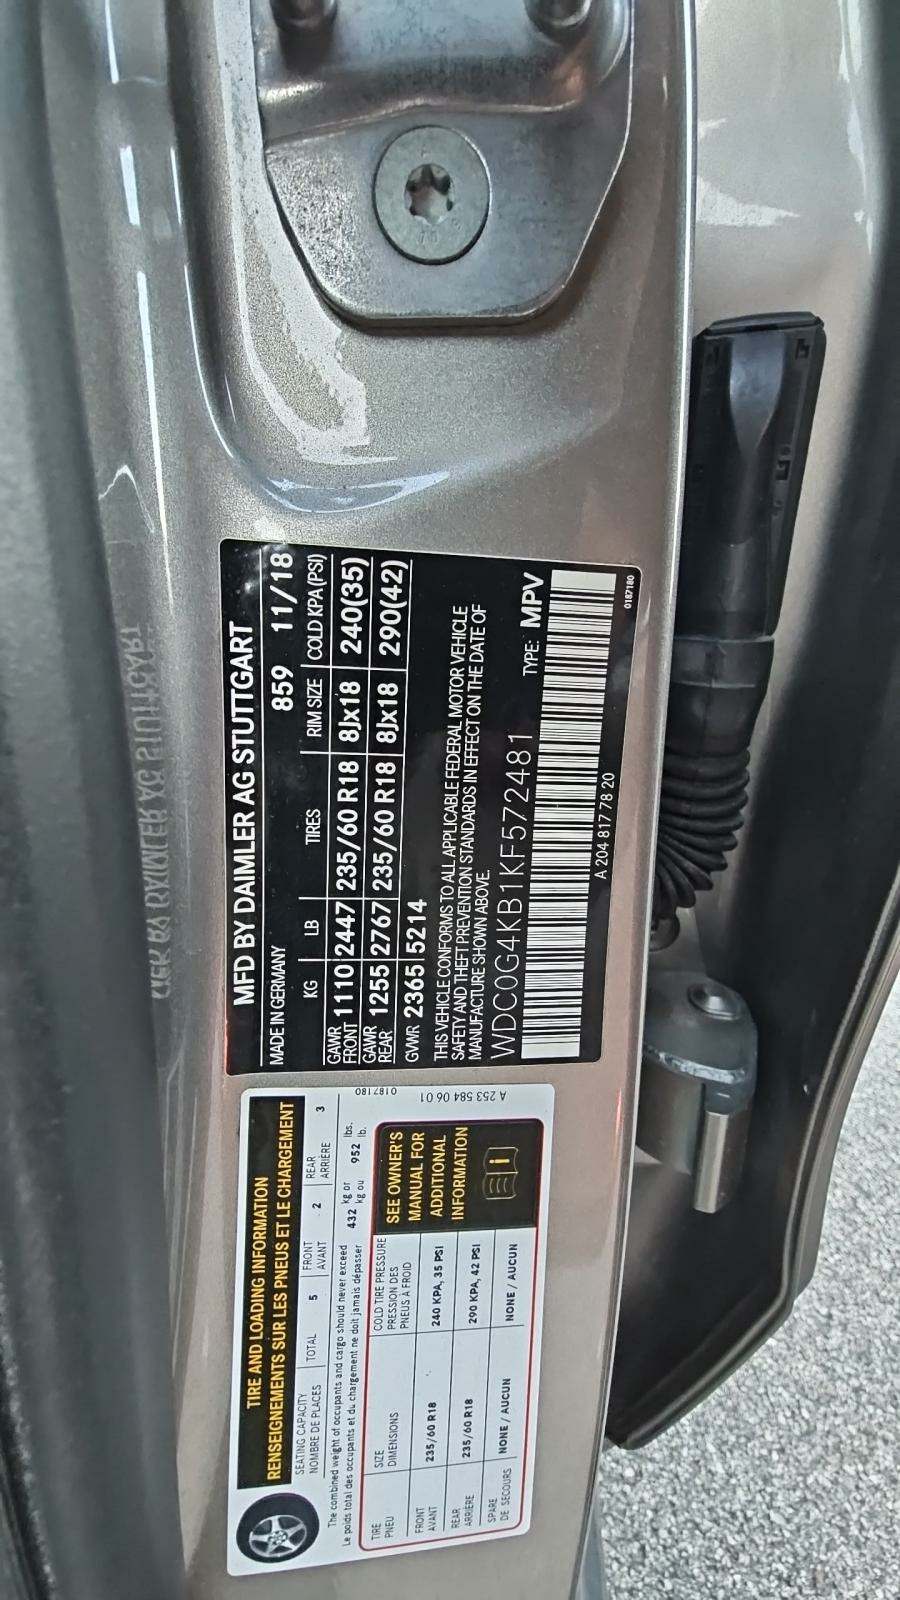 MFD BY DAIMLER AG STUTTGART
MADE IN GERMANY 859 11/18
KG LB TIRES RIM SIZE COLD KPA(PSI)
GAWR FRONT 1110 2447 235/60 R18 8Jx18 240(35)
GAWR REAR 1255 2767 235/60 R18 8Jx18 290(42)
GVWR 2365 5214
THIS VEHICLE CONFORMS TO ALL APPLICABLE FEDERAL MOTOR VEHICLE
SAFETY AND THEFT PREVENTION STANDARDS IN EFFECT ON THE DATE OF
MANUFACTURE SHOWN ABOVE.
WDC0G4KB1KF572481 TYPE: MPV
A 204 817 78 20
0187180
TIRE AND LOADING INFORMATION
RENSEIGNEMENTS SUR LES PNEUS ET LE CHARGEMENT
SEATING CAPACITY
NOMBRE DE PLACES
TOTAL 5
FRONT
AVANT
2
REAR
ARRIÈRE
3
The combined weight of occupants and cargo should never exceed 432 kg or 952 lbs.
Le poids total des occupants et du chargement ne doit jamais dépasser 432 kg ou 952 lb.
TIRE
PNEU
SIZE
DIMENSIONS
COLD TIRE PRESSURE
PRESSION DES
PNEUS A FROID
FRONT
AVANT
235/60 R18
240 KPA, 35 PSI
REAR
ARRIÈRE
235/60 R18
290 KPA, 42 PSI
SPARE
DE SECOURS
NONE / AUCUN
NONE / AUCUN
SEE OWNER'S
MANUAL FOR
ADDITIONAL
INFORMATION
i
0187180
A 253 584 06 01